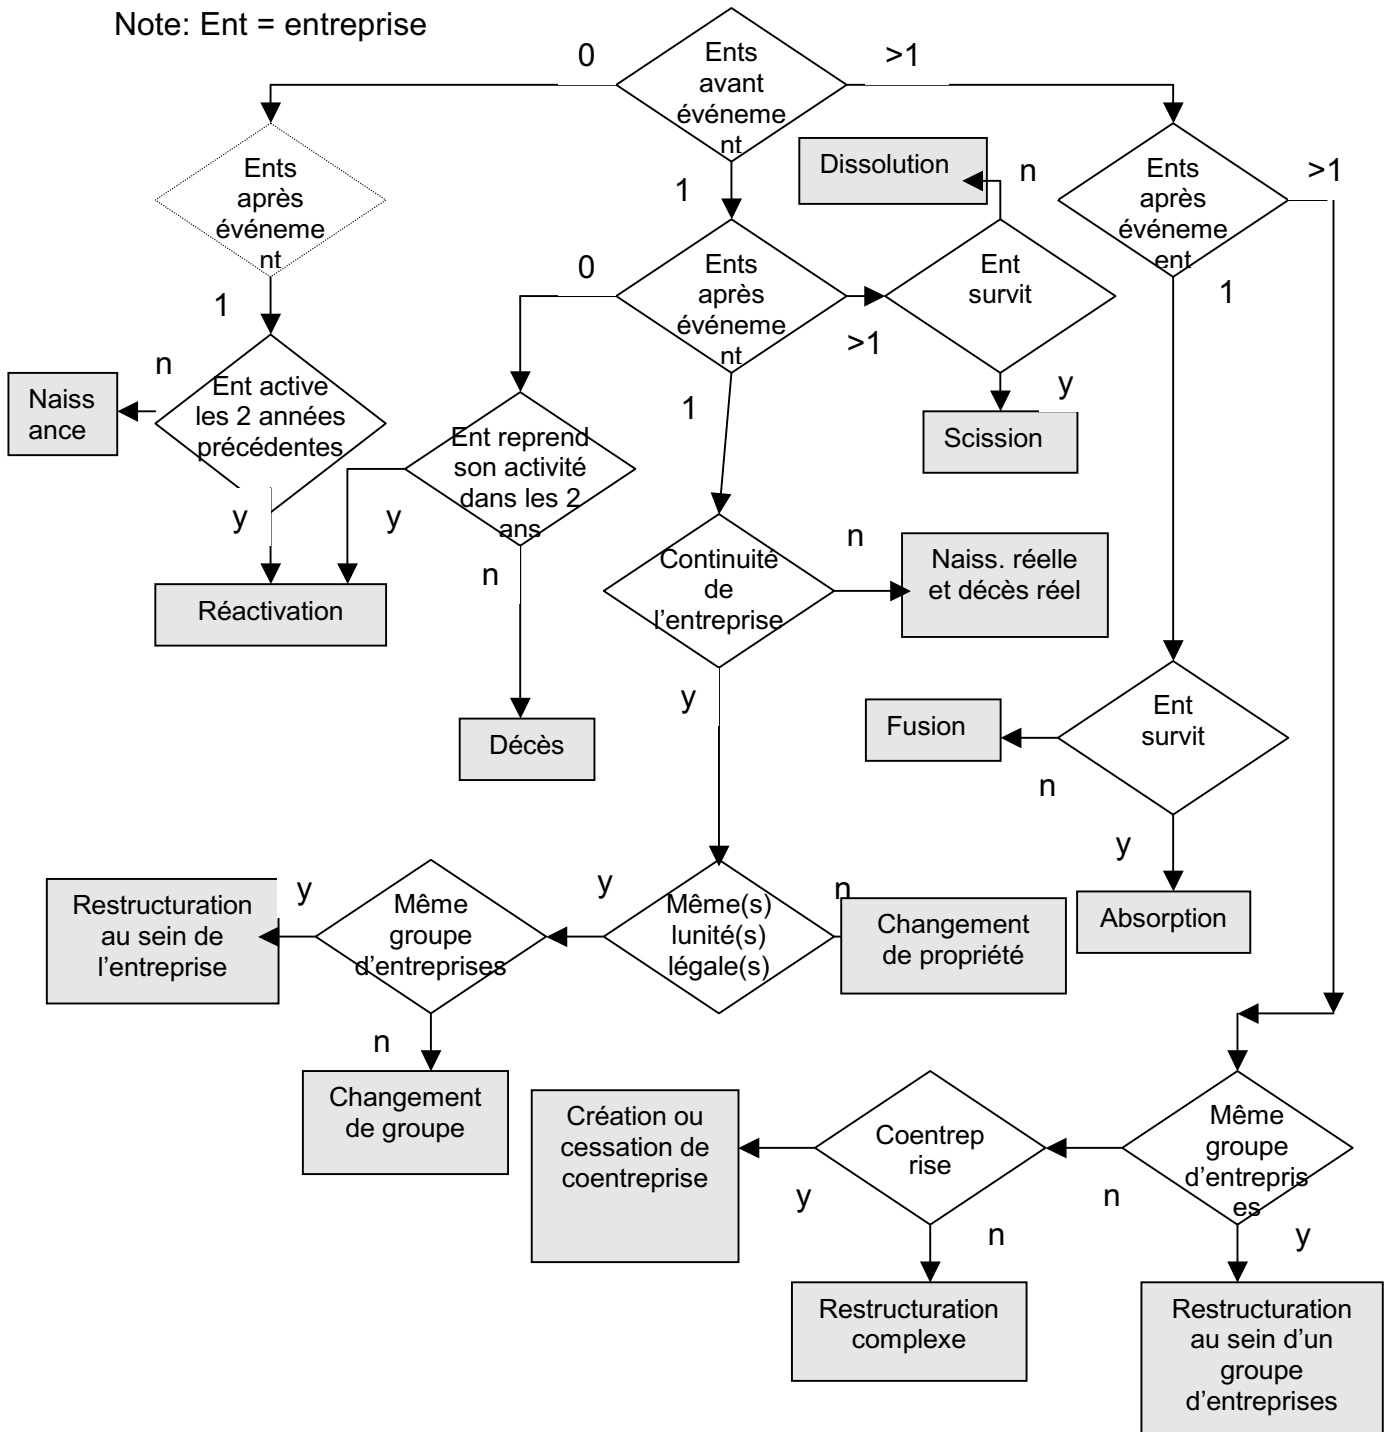 Note: Ent = entreprise
0
Ents
avant
événeme
nt
>1
Ents
après
événeme
nt
1
Dissolution
n
Ents
après
événeme
ent
>1
0
Ents
après
événeme
nt
>1
Ent
survit
1
1
n
Naiss
ance
Ent active
les 2 années
précédentes
y
Réactivation
Ent reprend
son activité
dans les 2
ans
y
n
Décès
1
y
Scission
Continuité
de
l’entreprise
n
Naiss. réelle
et décès réel
y
Fusion
n
Ent
survit
y
Absorption
Restructuration
au sein de
l’entreprise
y
Même
groupe
d’entreprises
y
Même(s)
lunité(s)
légale(s)
n
Changement
de propriété
n
Changement
de groupe
Création ou
cessation de
coentreprise
y
Coentrep
rise
n
Même
groupe
d’entrepris
es
n
y
Restructuration
complexe
Restructuration
au sein d’un
groupe
d’entreprises